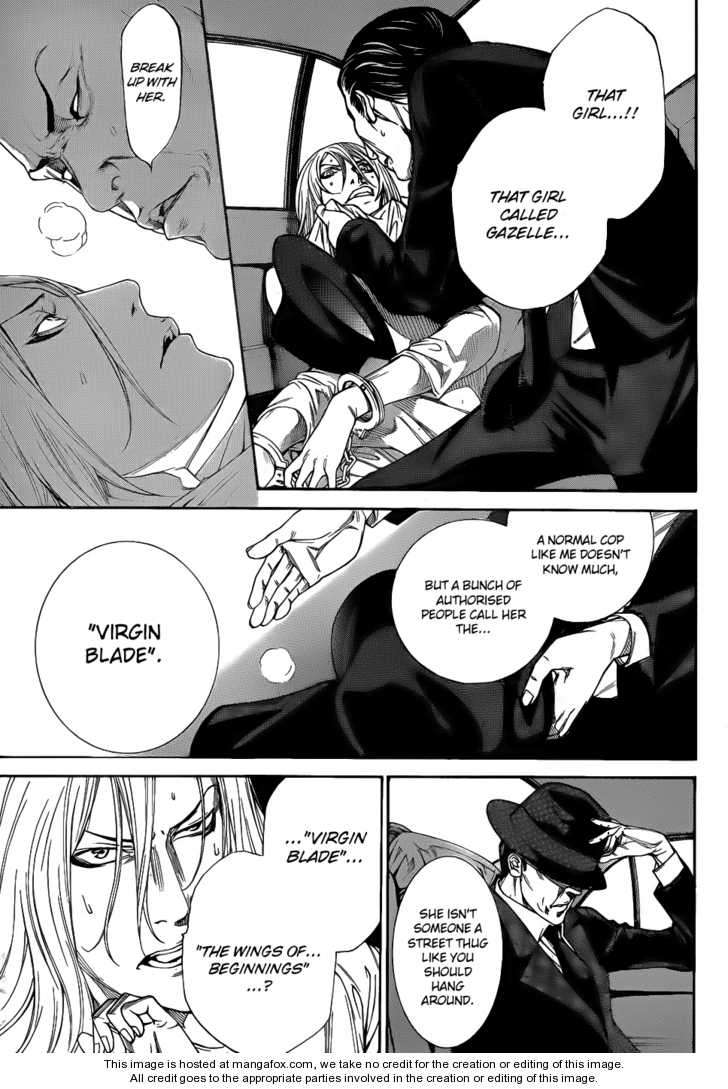 THAT
GIRL...!!
THAT GIRL
CALLED
GAZELLE...
BREAK
UP WITH
HER.
A NORMAL COP
LIKE ME DOESN'T
KNOW MUCH,
BUT A BUNCH OF
AUTHORISED
PEOPLE CALL HER
THE...
"VIRGIN
BLADE".
SHE ISN'T
SOMEONE A
STREET THUG
LIKE YOU
SHOULD
HANG
AROUND.
..."VIRGIN
BLADE"...
"THE WINGS OF...
BEGINNINGS"
...?
This image is hosted at mangafox.com, we take no credit for the creation or editing of this image.
All credit goes to the appropriate parties involved in the creation or editing of this image